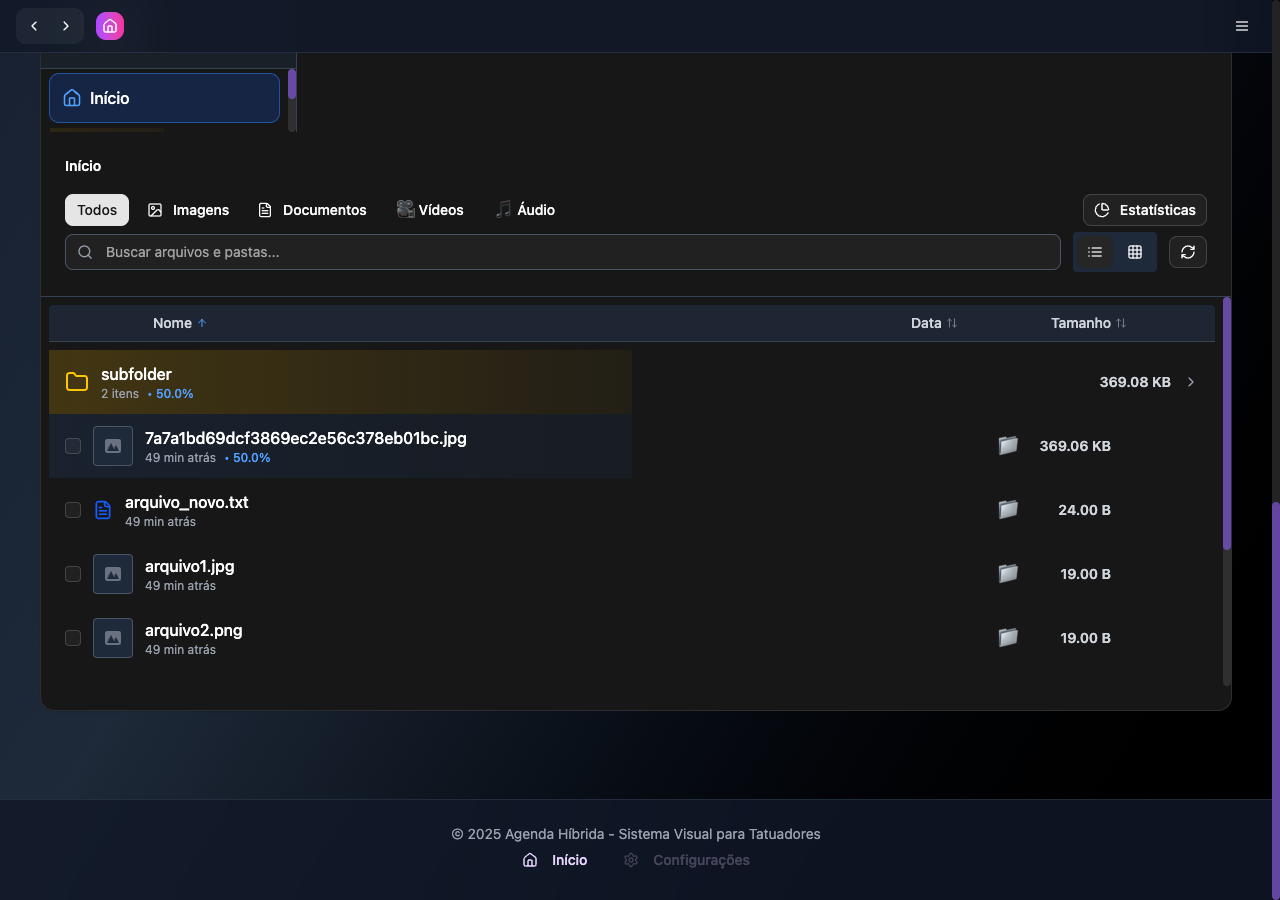 Início
Início
Todos Imagens Documentos Vídeos Áudio Estatísticas
Buscar arquivos e pastas...
Nome Data Tamanho
subfolder
2 itens • 50.0%
369.08 KB
7a7a1bd69dcf3869ec2e56c378eb01bc.jpg
49 min atrás • 50.0%
369.06 KB
arquivo_novo.txt
49 min atrás
24.00 B
arquivo1.jpg
49 min atrás
19.00 B
arquivo2.png
49 min atrás
19.00 B
© 2025 Agenda Híbrida - Sistema Visual para Tatuadores
Início Configurações